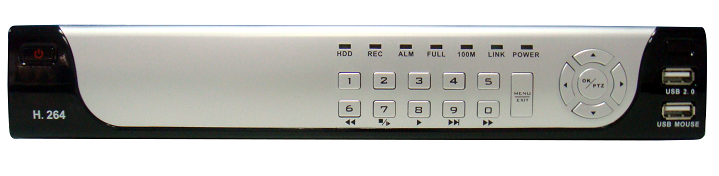 HDD REC ALM FULL 100M LINK POWER
1 2 3 4 5
MENU
EXIT
OK/PTZ
6 7 8 9 0
USB 2.0
H. 264
USB MOUSE